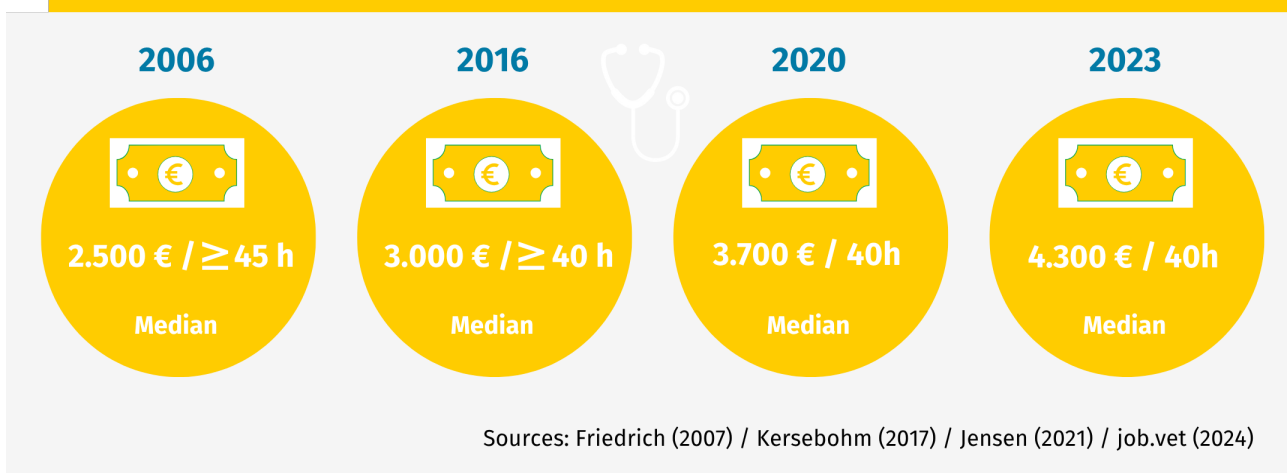 2006
2016
2020
2023
€
€
€
€
2.500 € / ≥ 45 h
3.000 € / ≥ 40 h
3.700 € / 40h
4.300 € / 40h
Median
Median
Median
Median
Sources: Friedrich (2007) / Kersebohm (2017) / Jensen (2021) / job.vet (2024)